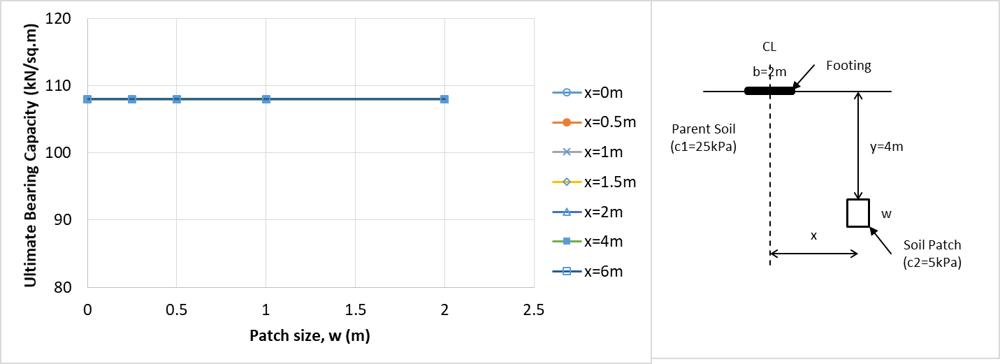 120
110
100
90
80
Ultimate Bearing Capacity (kN/sq.m)
0
0.5
1
1.5
2
2.5
Patch size, w (m)
x=0m
x=0.5m
x=1m
x=1.5m
x=2m
x=4m
x=6m
CL
b=2m
Footing
Parent Soil
(c1=25kPa)
y=4m
w
x
Soil Patch
(c2=5kPa)